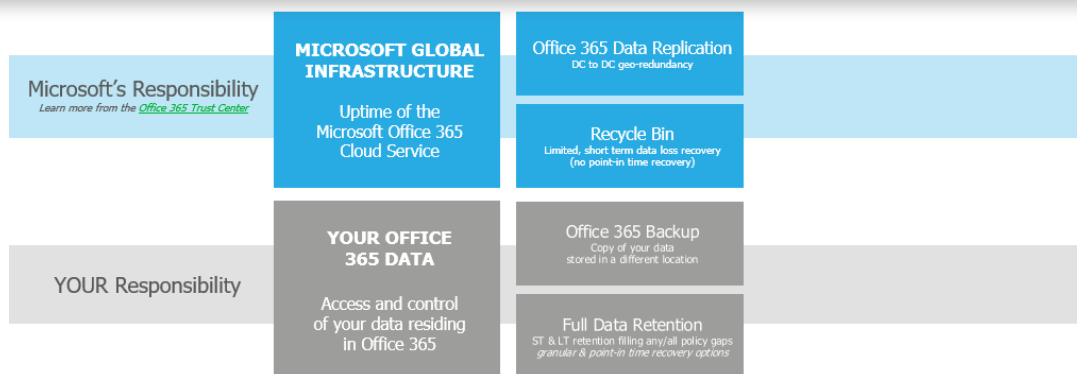 Microsoft's Responsibility
Learn more from the Office 365 Trust Center
MICROSOFT GLOBAL
INFRASTRUCTURE
Uptime of the
Microsoft Office 365
Cloud Service
Office 365 Data Replication
DC to DC geo-redundancy
Recycle Bin
Limited, short term data loss recovery
(no point-in time recovery)
YOUR Responsibility
YOUR OFFICE
365 DATA
Access and control
of your data residing
in Office 365
Office 365 Backup
Copy of your data
stored in a different location
Full Data Retention
ST & LT retention filling any/all policy gaps
granular & point-in time recovery options